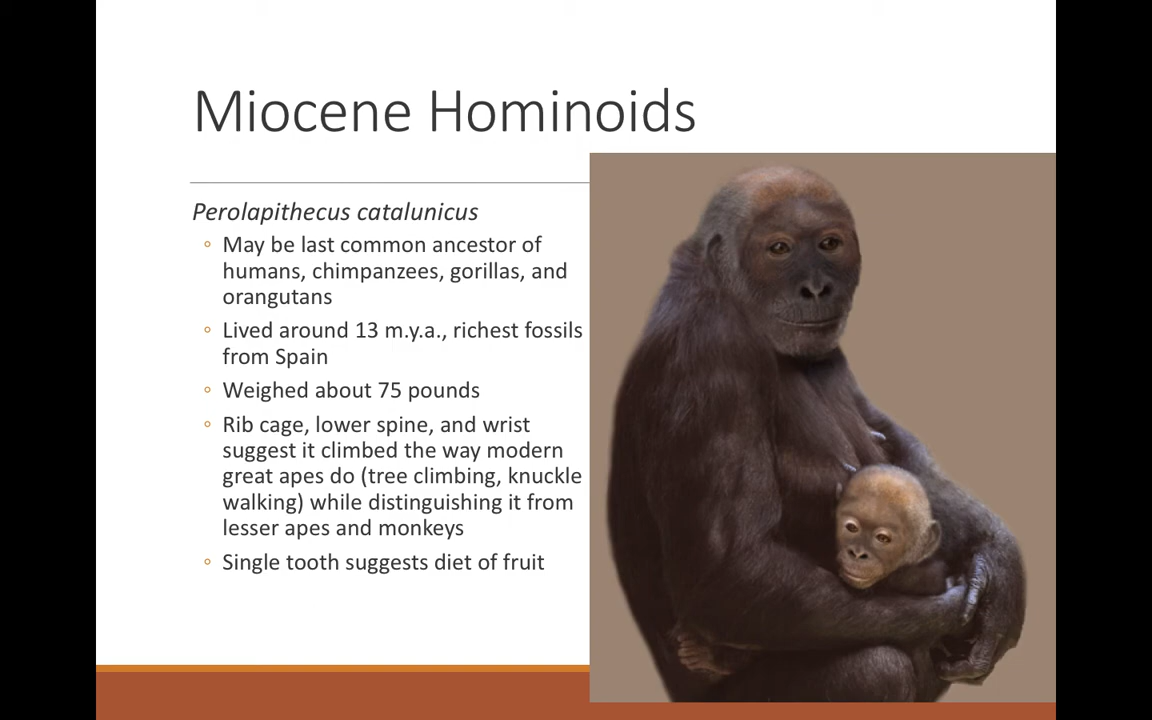 Miocene Hominoids
Perolapithecus catalunicus
◦ May be last common ancestor of
humans, chimpanzees, gorillas, and
orangutans
◦ Lived around 13 m.y.a., richest fossils
from Spain
◦ Weighed about 75 pounds
◦ Rib cage, lower spine, and wrist
suggest it climbed the way modern
great apes do (tree climbing, knuckle
walking) while distinguishing it from
lesser apes and monkeys
◦ Single tooth suggests diet of fruit